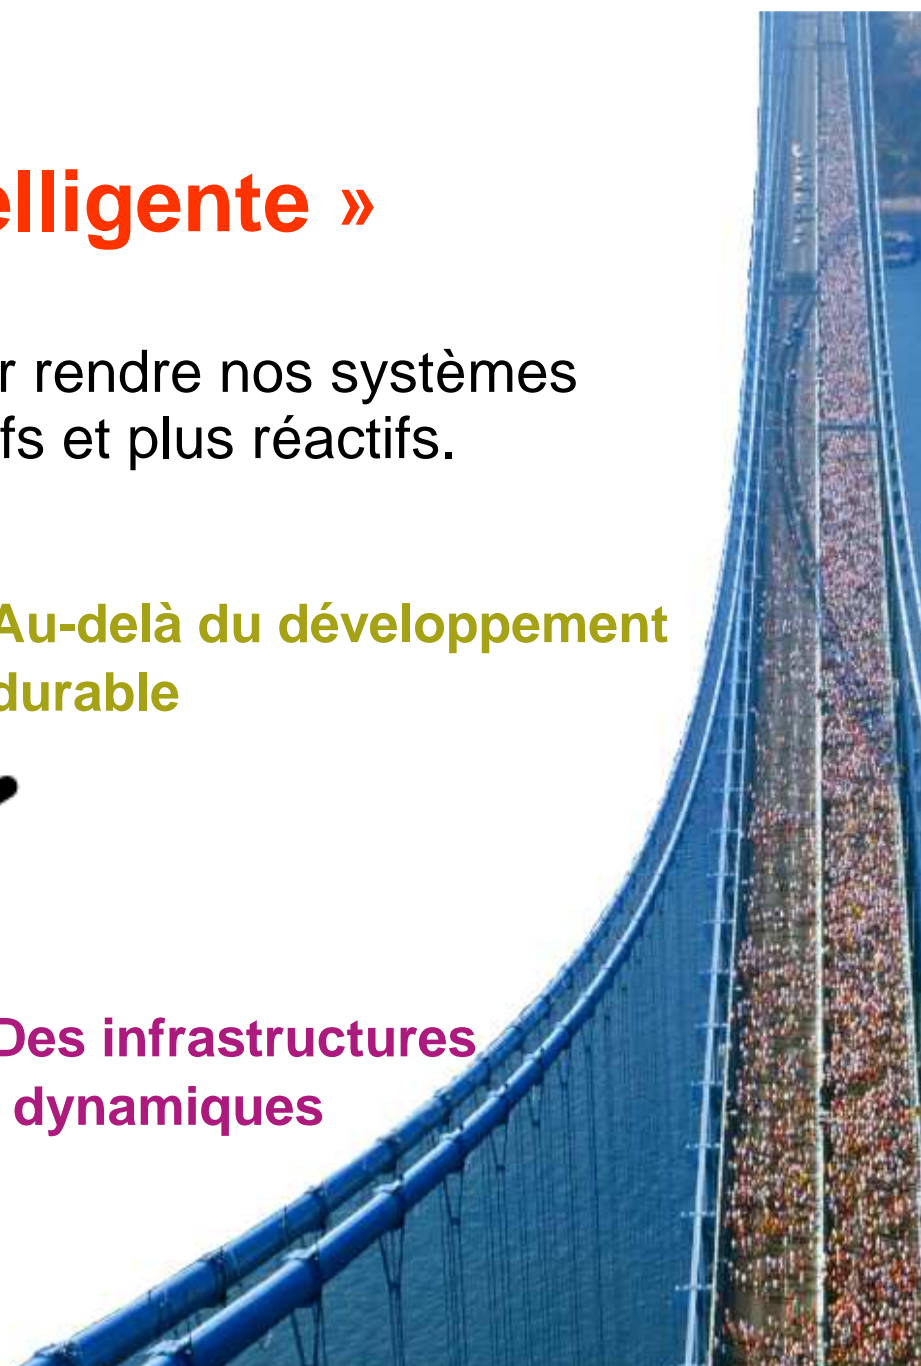 elligente »
r rendre nos systèmes
fs et plus réactifs.
Au-delà du développement
durable
Des infrastructures
dynamiques